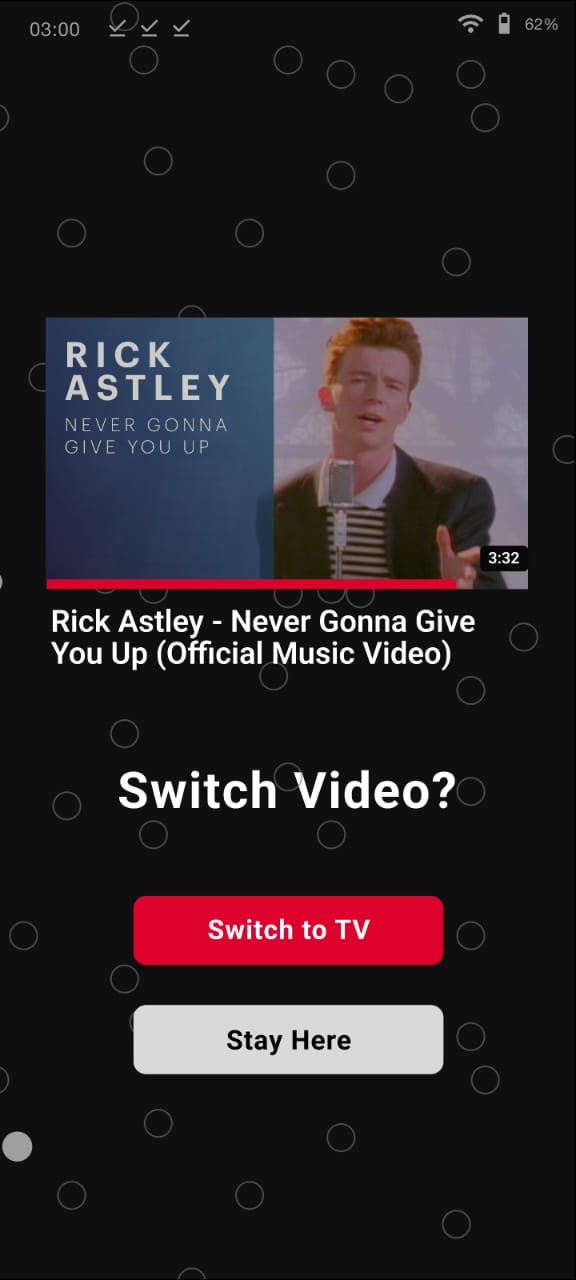 03:00
62%
RICK
ASTLEY
NEVER GONNA
GIVE YOU UP
3:32
Rick Astley - Never Gonna Give
You Up (Official Music Video)
Switch Video?
Switch to TV
Stay Here